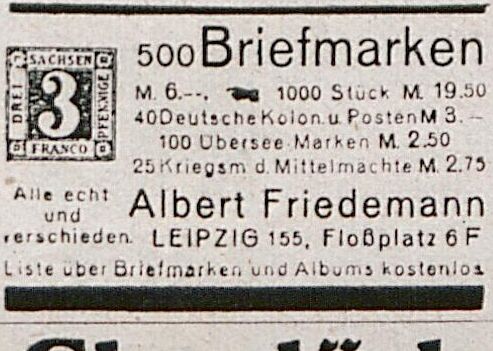 500 Briefmarken
M. 6.--, 1000 Stück M. 19.50
40 Deutsche Kolon. u. Posten M 3.—
100 Übersee Marken M. 2.50
25 Kriegsm d. Mittelmächte M. 2.75
SACHSEN
DREI
3
PFENNIGE
FRANCO
Alle echt
und
verschieden.
Albert Friedemann
LEIPZIG 155, Floßplatz 6 F
Liste über Briefmarken und Albums kostenlos